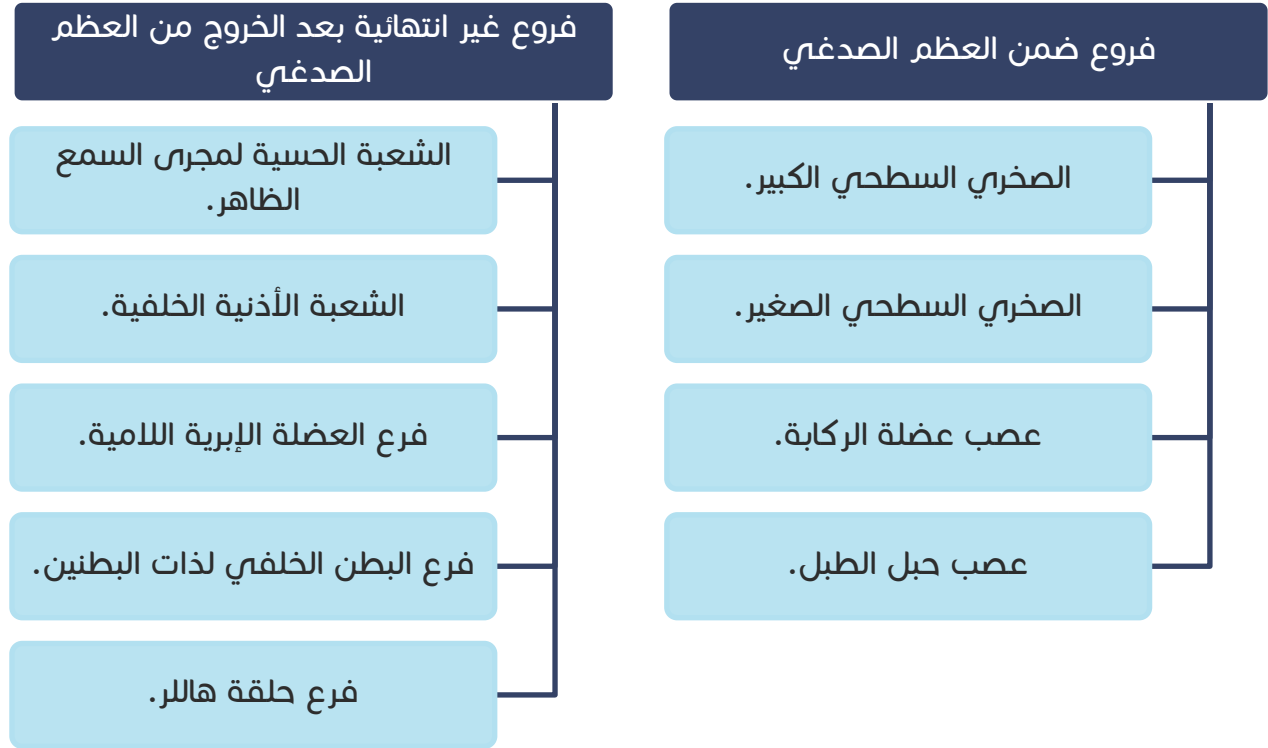 فروع ضمن العظم الصدغي
الصخري السطحي الكبير.
الصخري السطحي الصغير.
عصب عضلة الركابة.
عصب حبل الطبل.
فروع غير انتهائية بعد الخروج من العظم
الصدغي
الشعبة الحسية لمجرى السمع
الظاهر.
الشعبة الأذنية الخلفية.
فرع العضلة الإبرية اللامية.
فرع البطن الخلفي لذات البطنين.
فرع حلقة هاللر.